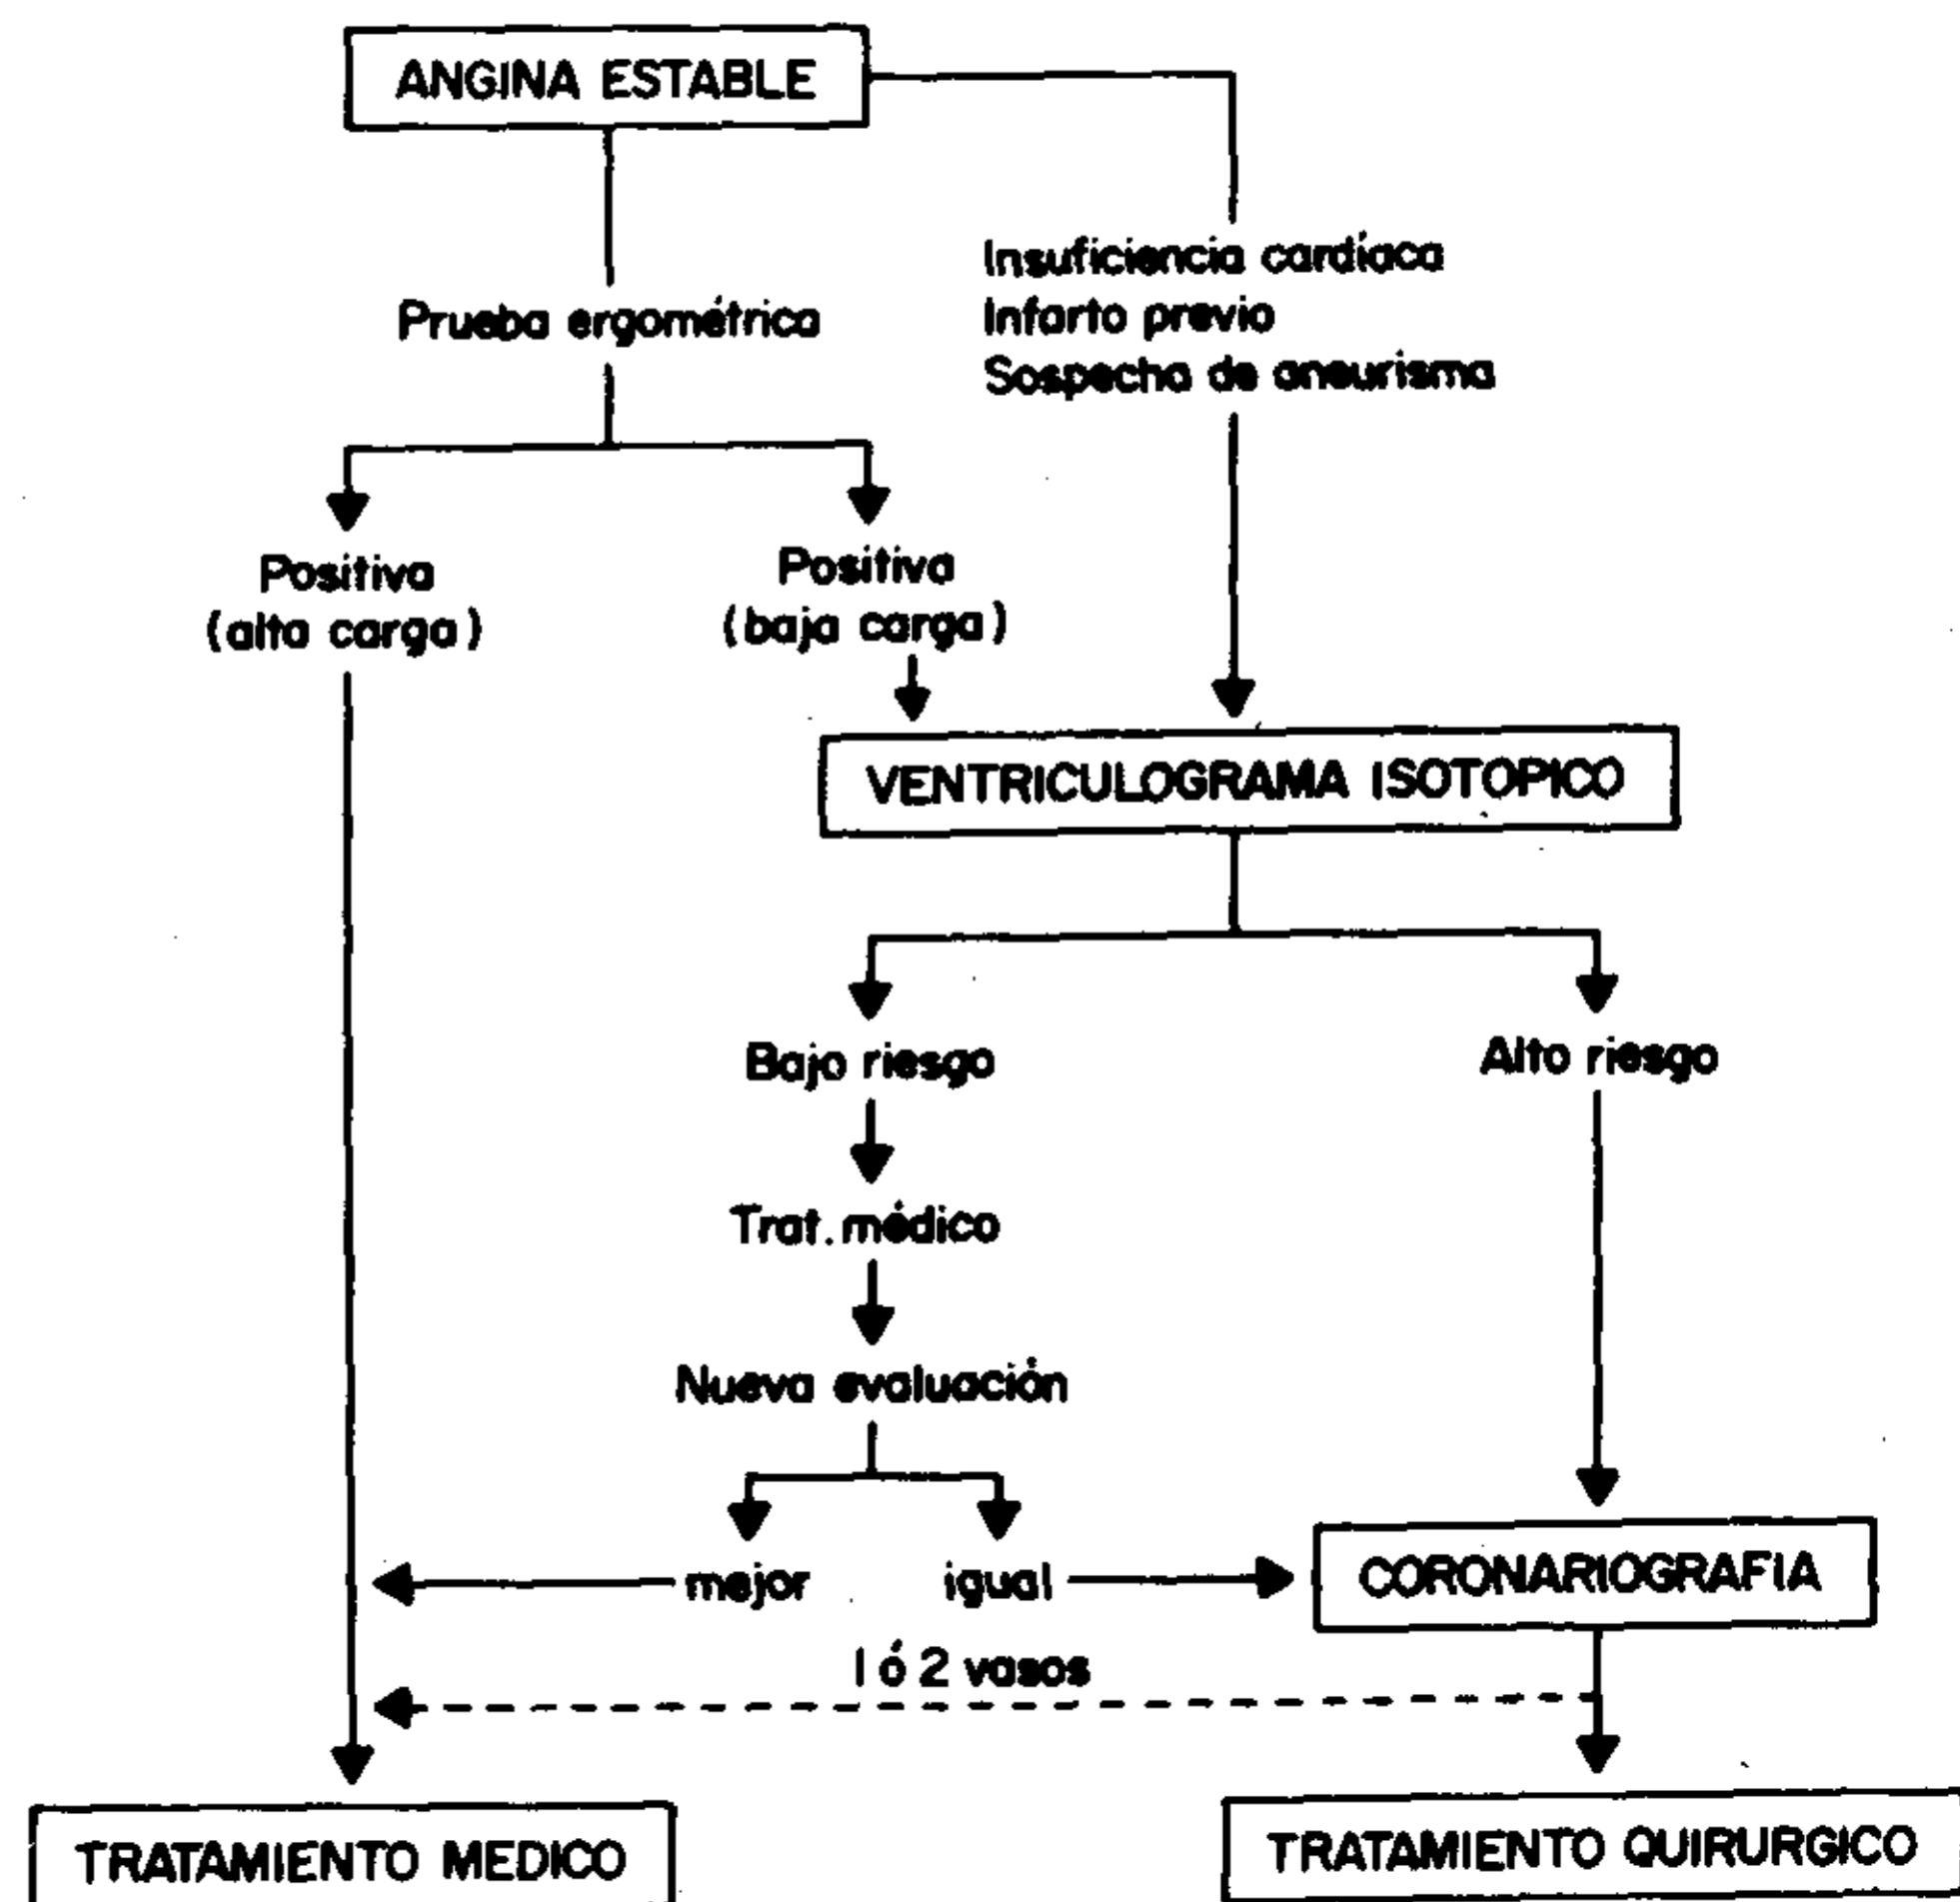 ANGINA ESTABLE
Insuficiencia cardíaca
Infarto previo
Sospecha de aneurisma
Prueba ergométrica
Positiva
(alta carga)
Positiva
(baja carga)
VENTRICULOGRAMA ISOTOPICO
Bajo riesgo
Alto riesgo
Trat. médico
Nueva evaluación
mejor
igual
CORONARIOGRAFIA
1 ó 2 vasos
TRATAMIENTO MEDICO
TRATAMIENTO QUIRURGICO